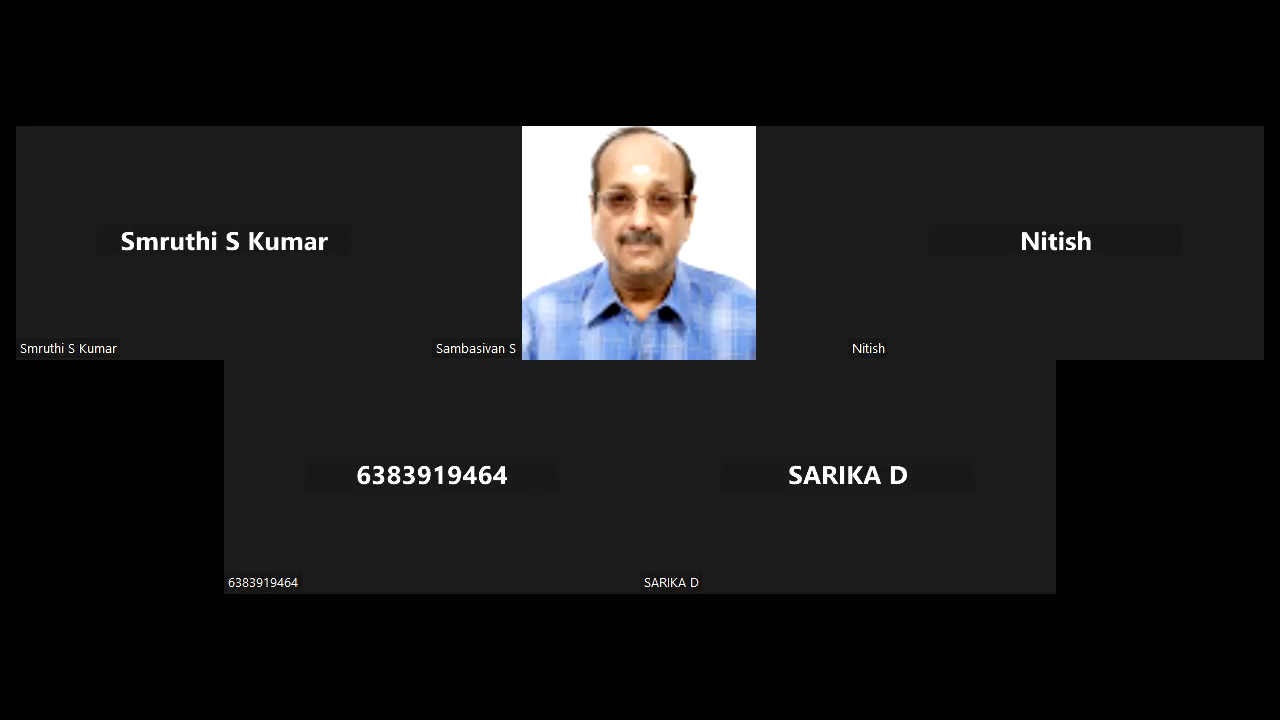 Smruthi S Kumar
Nitish
Smruthi S Kumar
Sambasivan S
Nitish
6383919464
SARIKA D
6383919464
SARIKA D